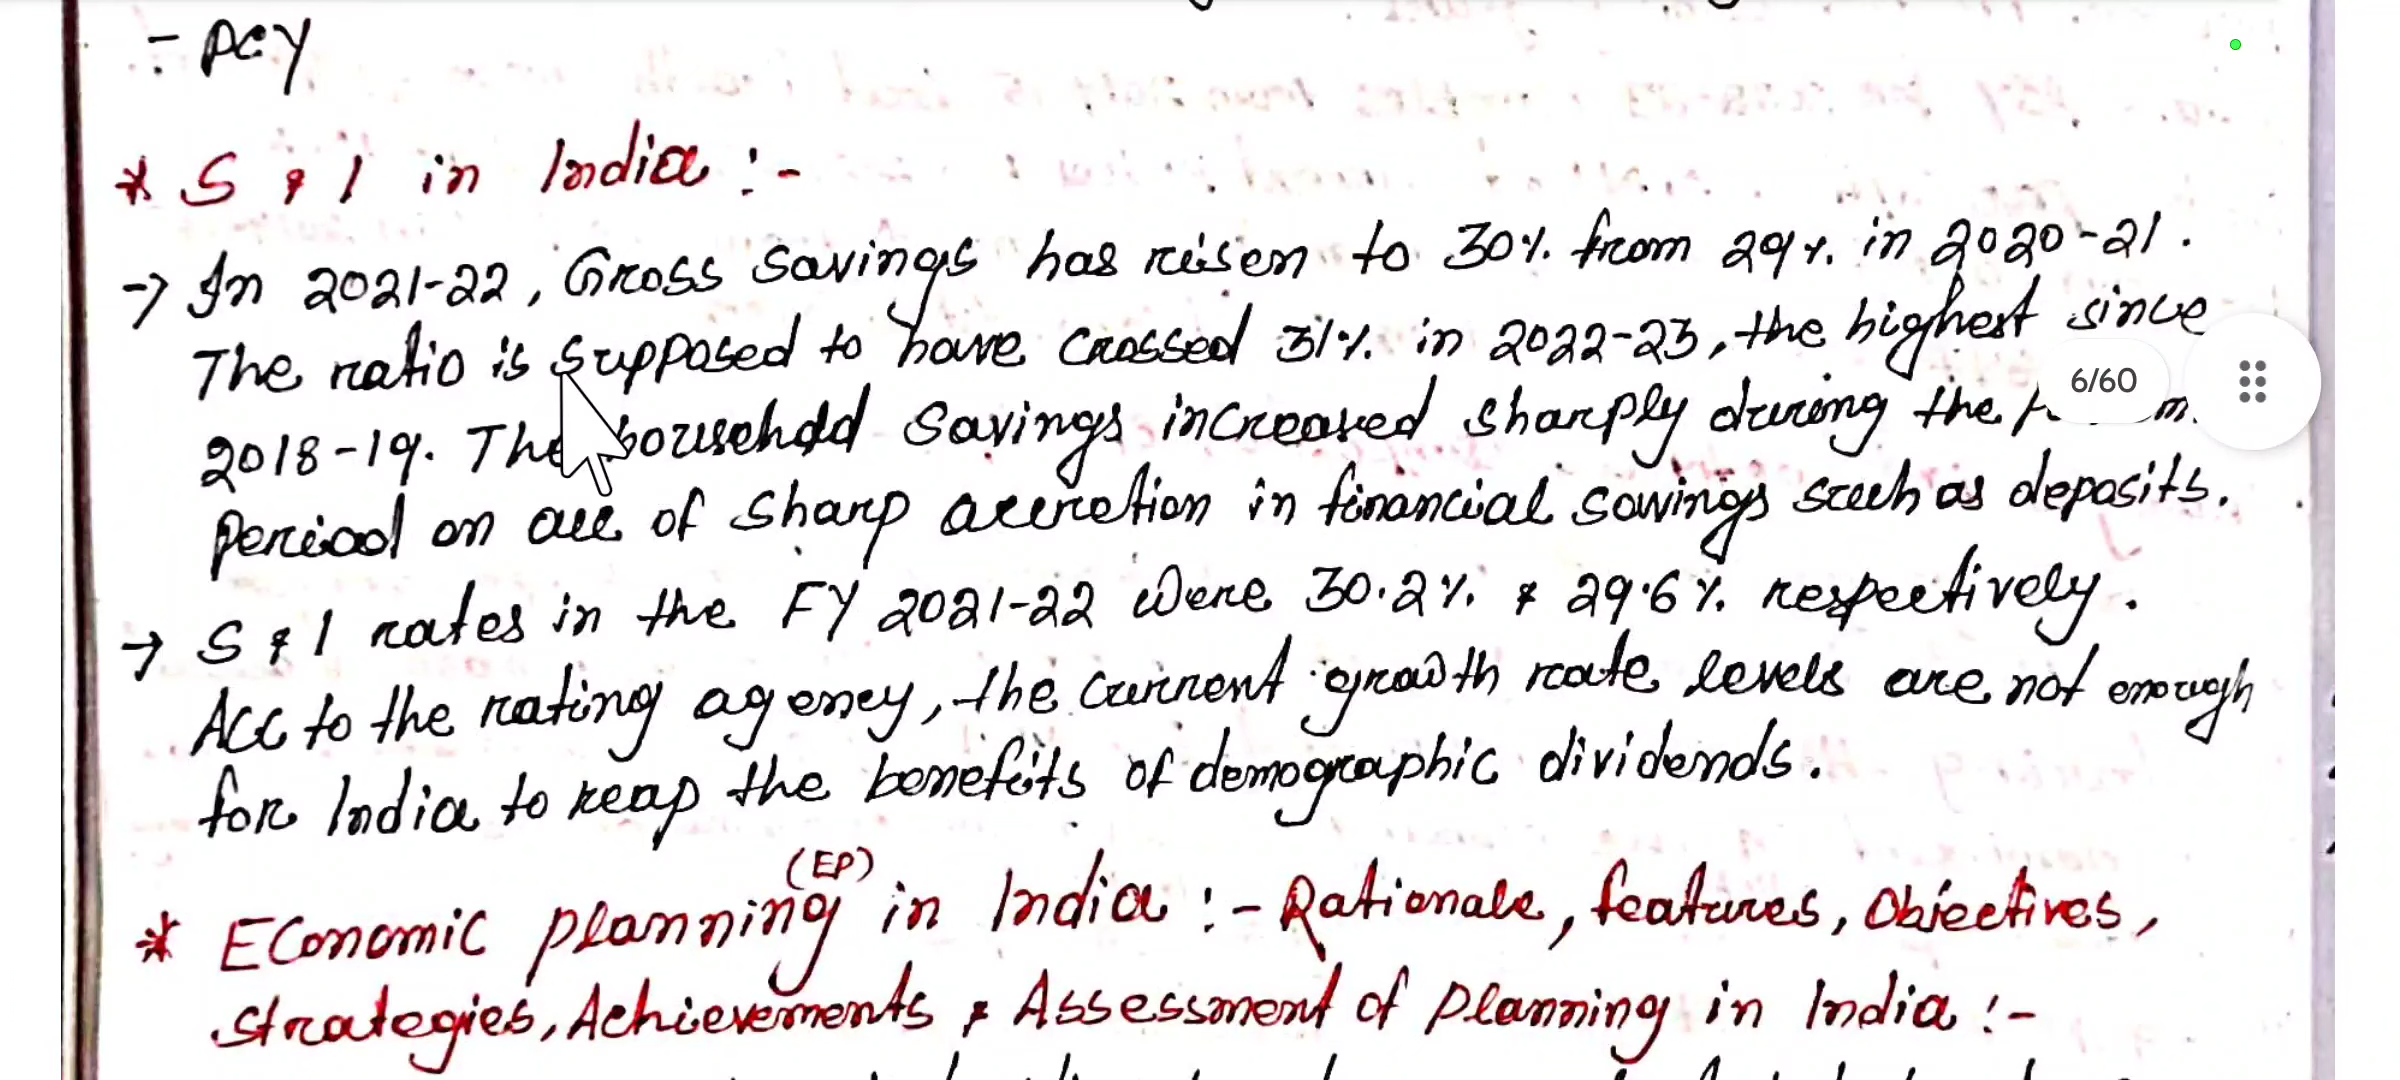 - PCY
* S & I in India :-
→ In 2021-22, Gross Savings has risen to 30% from 29% in 2020-21.
The ratio is supposed to have crossed 31% in 2022-23, the highest since
6/60
2018-19. The household Savings increased sharply during the
Period on acc of sharp accretion in financial savings such as deposits.
→ S & I rates in the FY 2021-22 Were 30.2% & 29.6% respectively.
Acc to the rating agency, the current growth rate levels are not enough
for India to reap the benefits of demographic dividends.
(EP)
* Economic planning in India :- Rationale, features, Objectives,
strategies, Achievements & Assessment of Planning in India :-